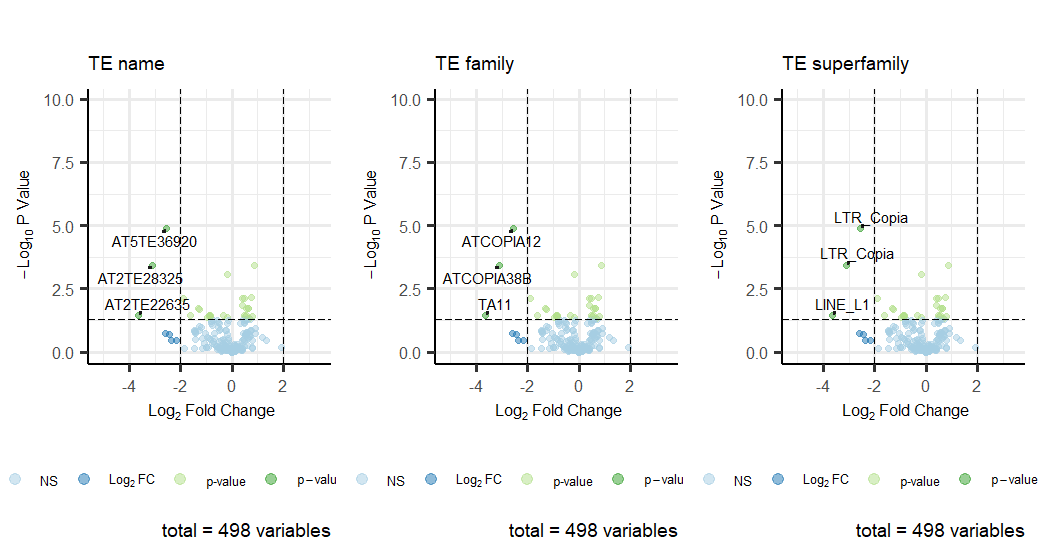 TE name
TE family
TE superfamily
10.0
7.5
5.0
2.5
0.0
−Log10 P Value
AT5TE36920
AT2TE28325
AT2TE22635
-4 -2 0 2
Log2 Fold Change
10.0
7.5
5.0
2.5
0.0
−Log10 P Value
ATCOPIA12
ATCOPIA38B
TA11
-4 -2 0 2
Log2 Fold Change
10.0
7.5
5.0
2.5
0.0
−Log10 P Value
LTR_Copia
LTR_Copia
LINE_L1
-4 -2 0 2
Log2 Fold Change
NS Log2 FC p-value p−valu
NS Log2 FC p-value p−valu
NS Log2 FC p-value p−valu
total = 498 variables
total = 498 variables
total = 498 variables